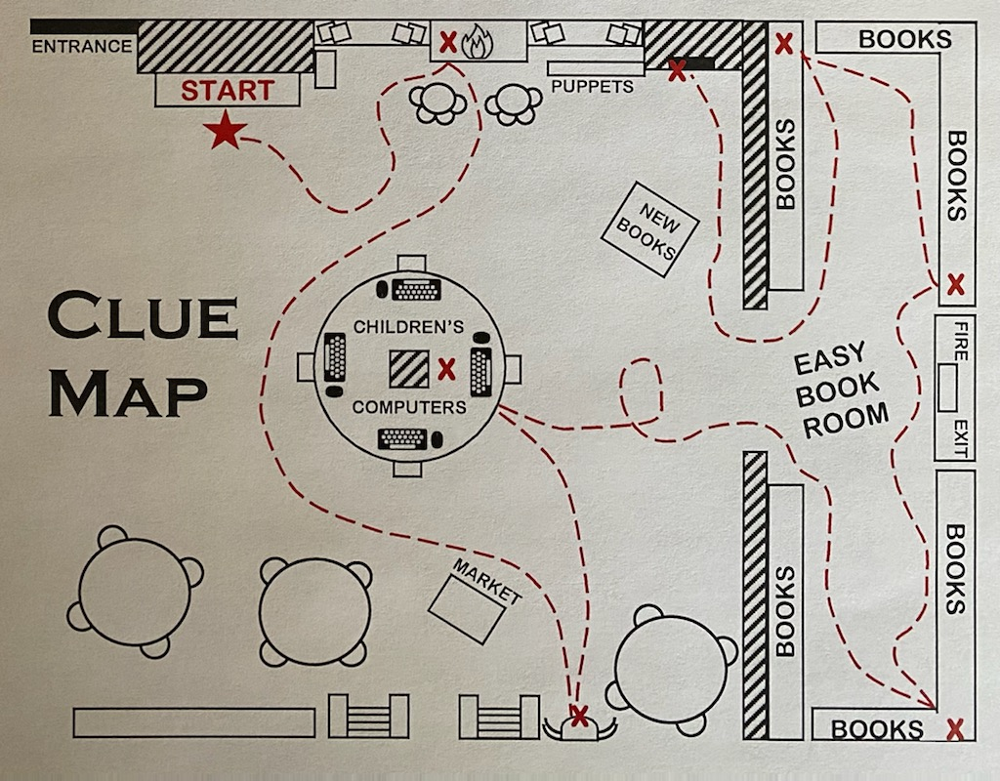 ENTRANCE
START
X
PUPPETS
X
X
BOOKS
BOOKS
BOOKS
NEW
BOOKS
X
CLUE
MAP
CHILDREN'S
X
COMPUTERS
EASY
BOOK
ROOM
FIRE
EXIT
MARKET
X
BOOKS
BOOKS
BOOKS
X